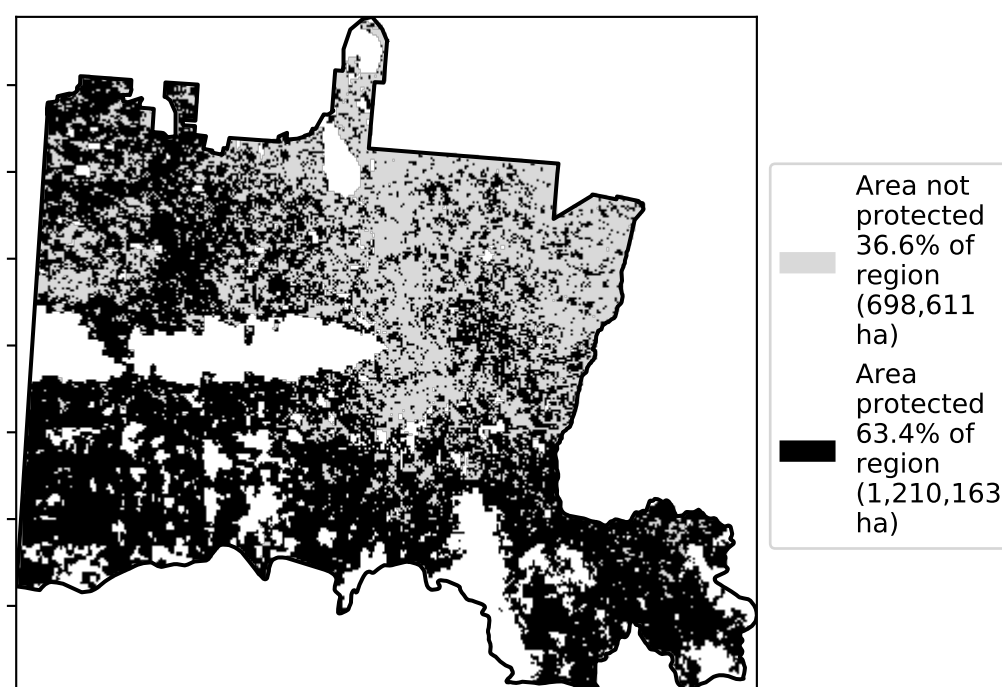 Area not
protected
36.6% of
region
(698,611
ha)
Area
protected
63.4% of
region
(1,210,163
ha)